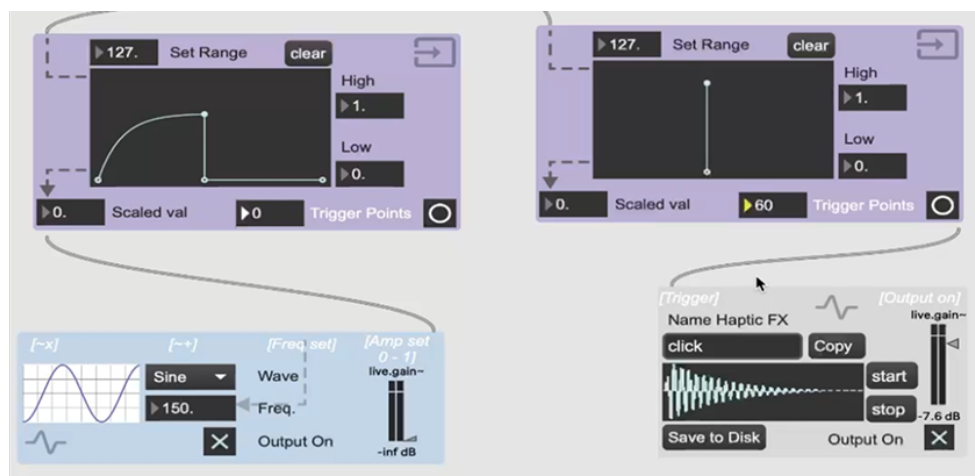 127. Set Range clear
High
1.
Low
0.
0. Scaled val 0 Trigger Points
127. Set Range clear
High
1.
Low
0.
0. Scaled val 60 Trigger Points
[~x] [~+] [Freq set] [Amp set
0 - 1]
live.gain~
Sine Wave
150. Freq.
Output On
-inf dB
[Trigger] [Output on]
live.gain~
Name Haptic FX
click Copy
start
stop
-7.6 dB
Save to Disk Output On